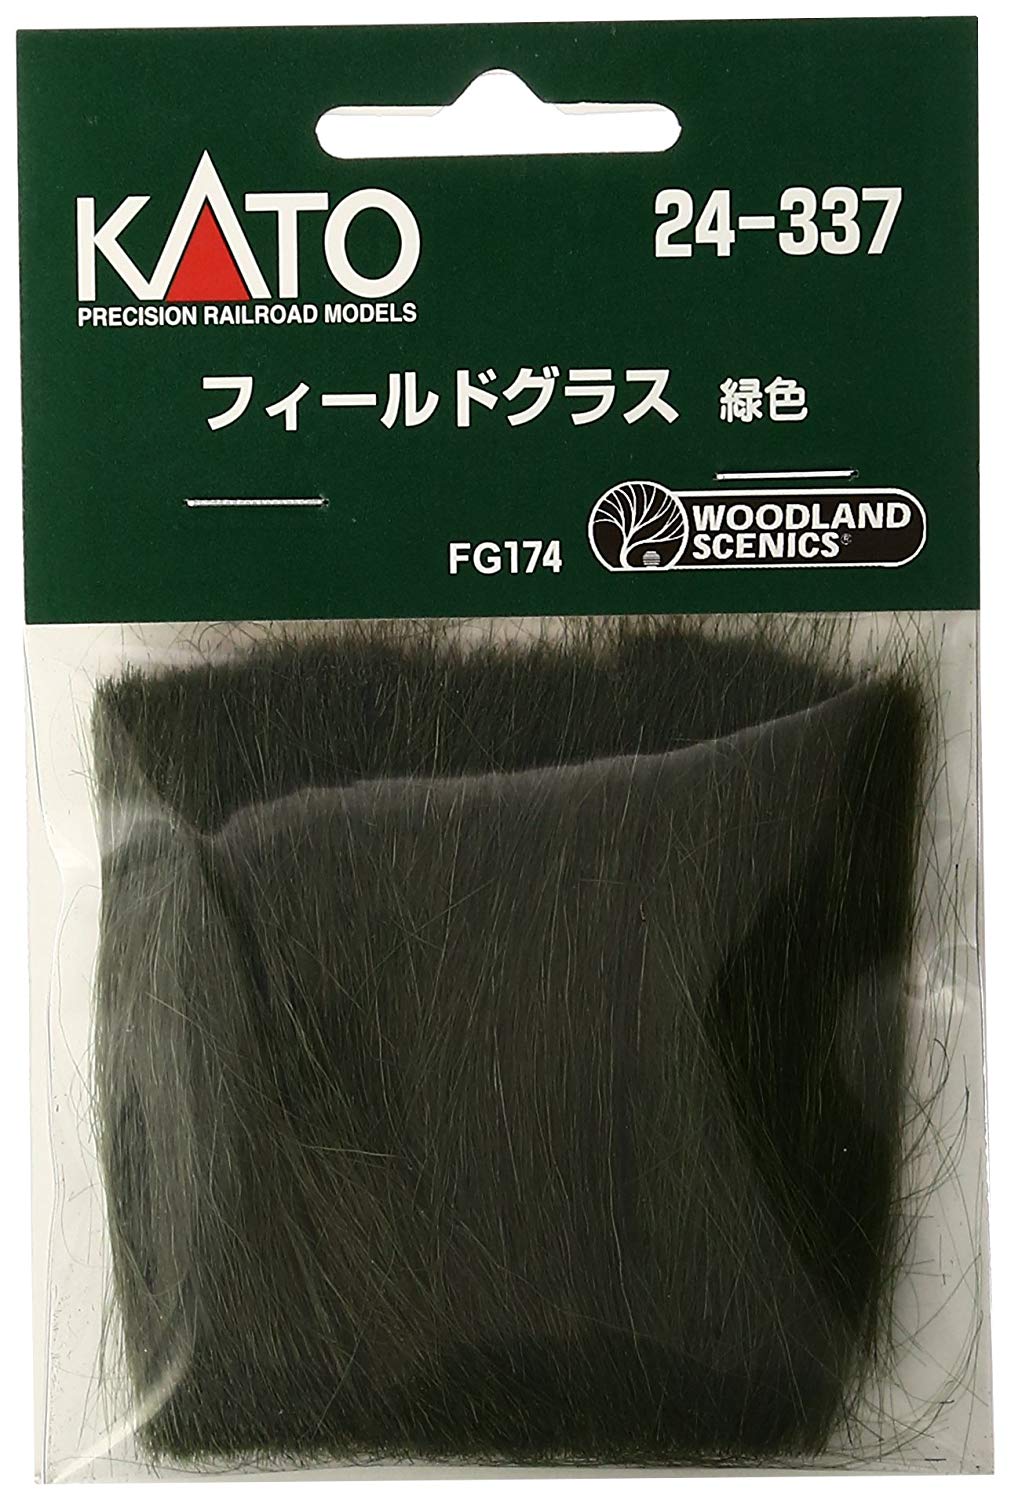 KATO
PRECISION RAILROAD MODELS
24-337
フィールドグラス 緑色
FG174
WOODLAND
SCENICS®